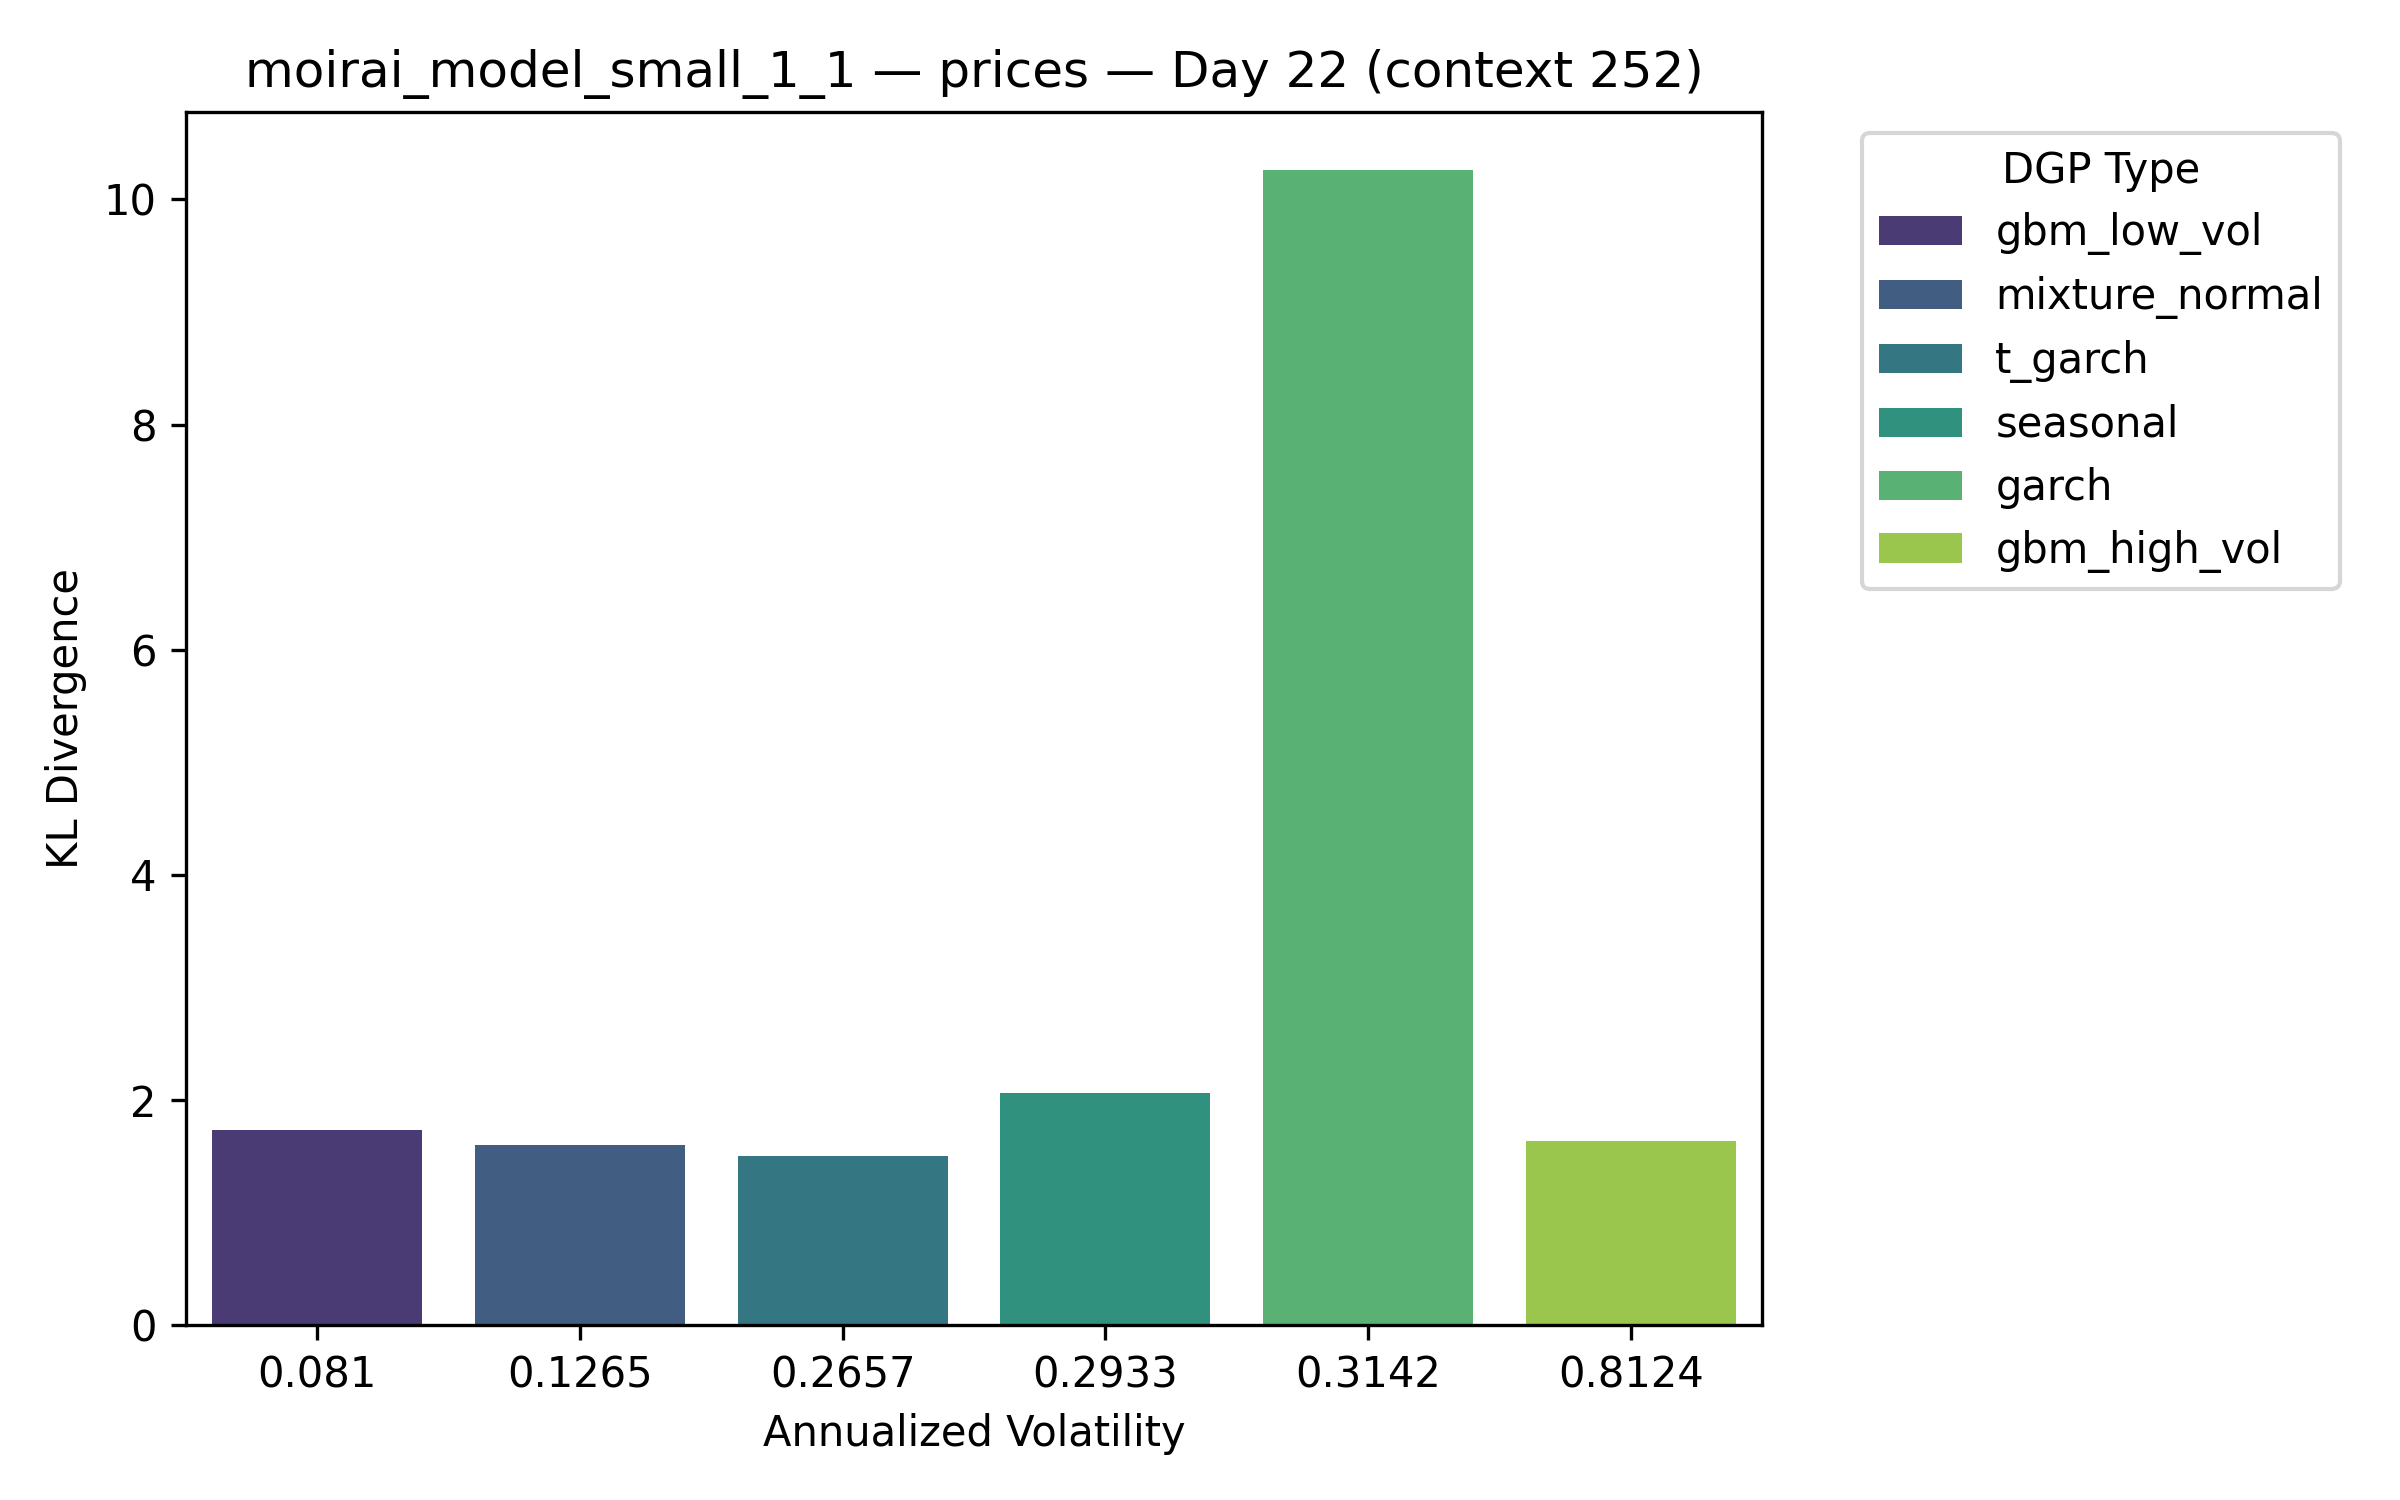 moirai_model_small_1_1 — prices — Day 22 (context 252)
KL Divergence
10
8
6
4
2
0
0.081
0.1265
0.2657
0.2933
0.3142
0.8124
Annualized Volatility
DGP Type
gbm_low_vol
mixture_normal
t_garch
seasonal
garch
gbm_high_vol